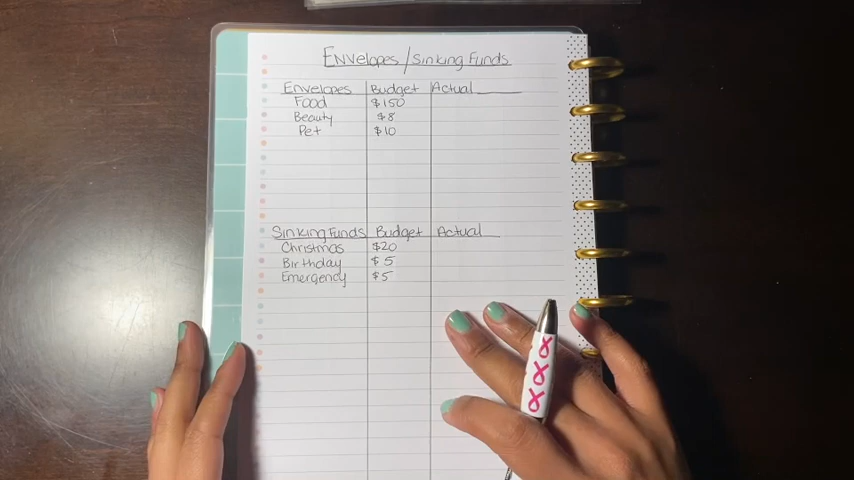 Envelopes/Sinking Funds
Envelopes Budget Actual
Food $150
Beauty $8
Pet $10
Sinking Funds Budget Actual
Christmas $20
Birthday $5
Emergency $5